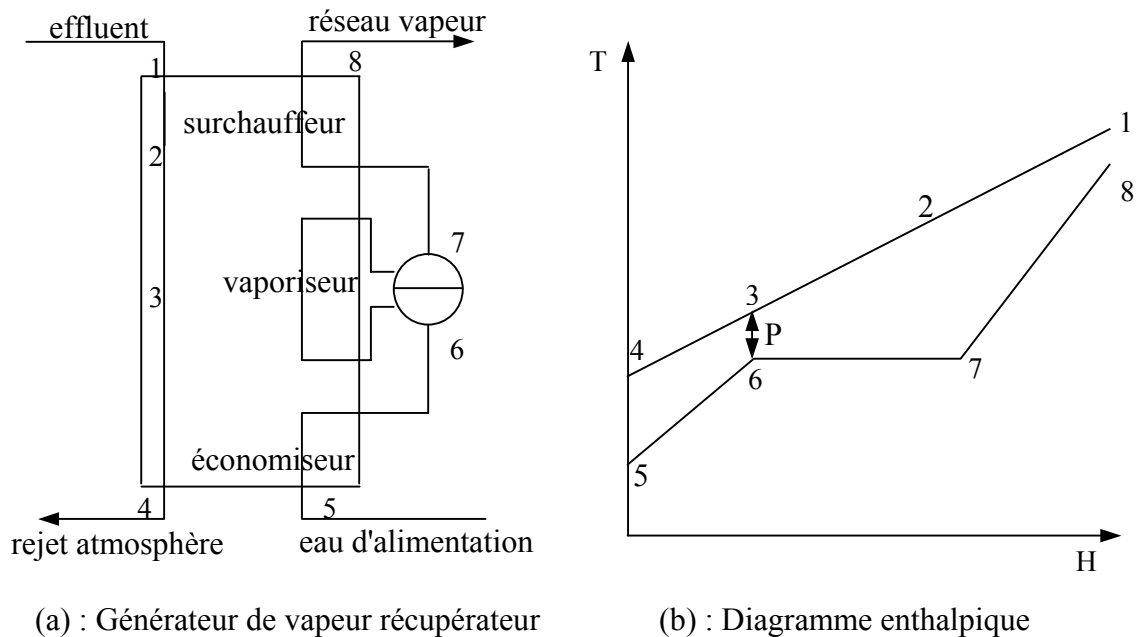 effluent
réseau vapeur
1
8
surchauffeur
2
7
vaporiseur
3
6
économiseur
4
5
rejet atmosphère
eau d'alimentation
(a) : Générateur de vapeur récupérateur
T
1
8
2
3
P
4
6
7
5
H
(b) : Diagramme enthalpique